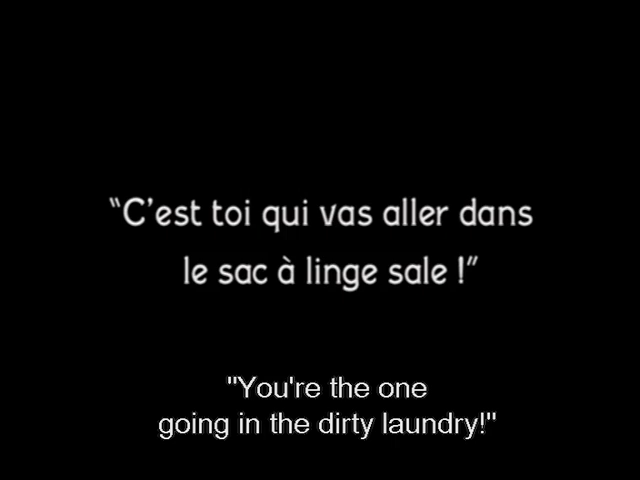 “C’est toi qui vas aller dans
le sac à linge sale !”
"You're the one
going in the dirty laundry!"